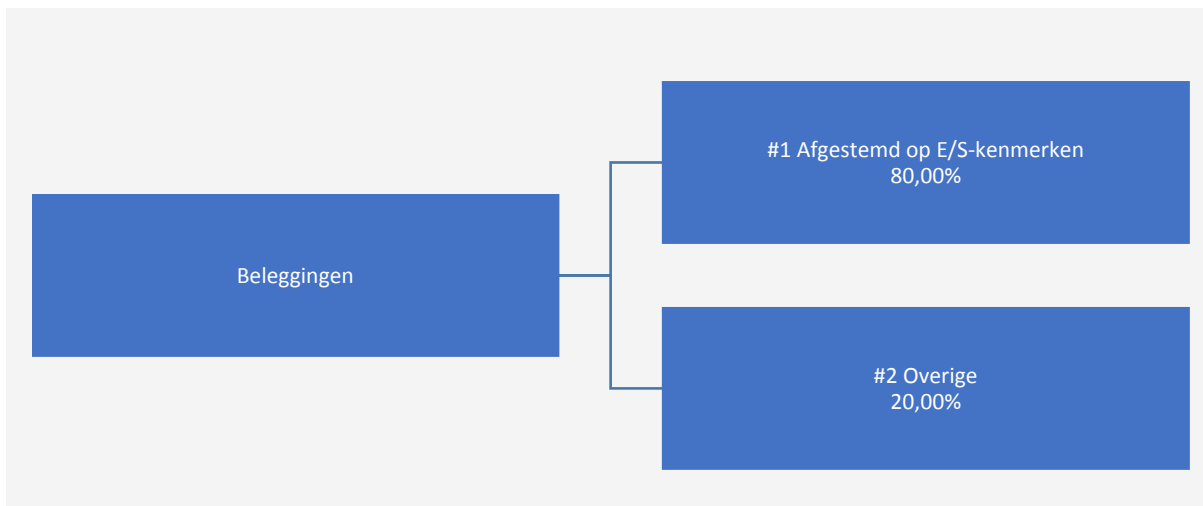 Beleggingen
#1 Afgestemd op E/S-kenmerken
80,00%
#2 Overige
20,00%